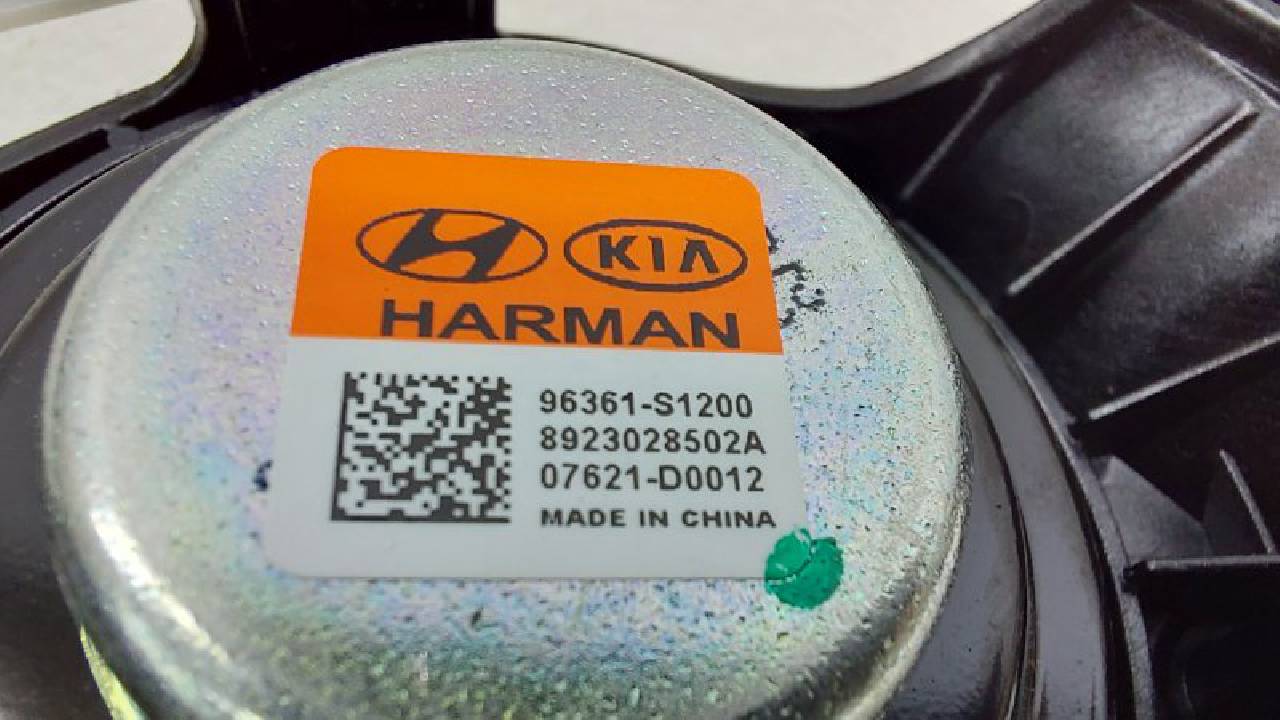 KIA
HARMAN
96361-S1200
8923028502A
07621-D0012
MADE IN CHINA